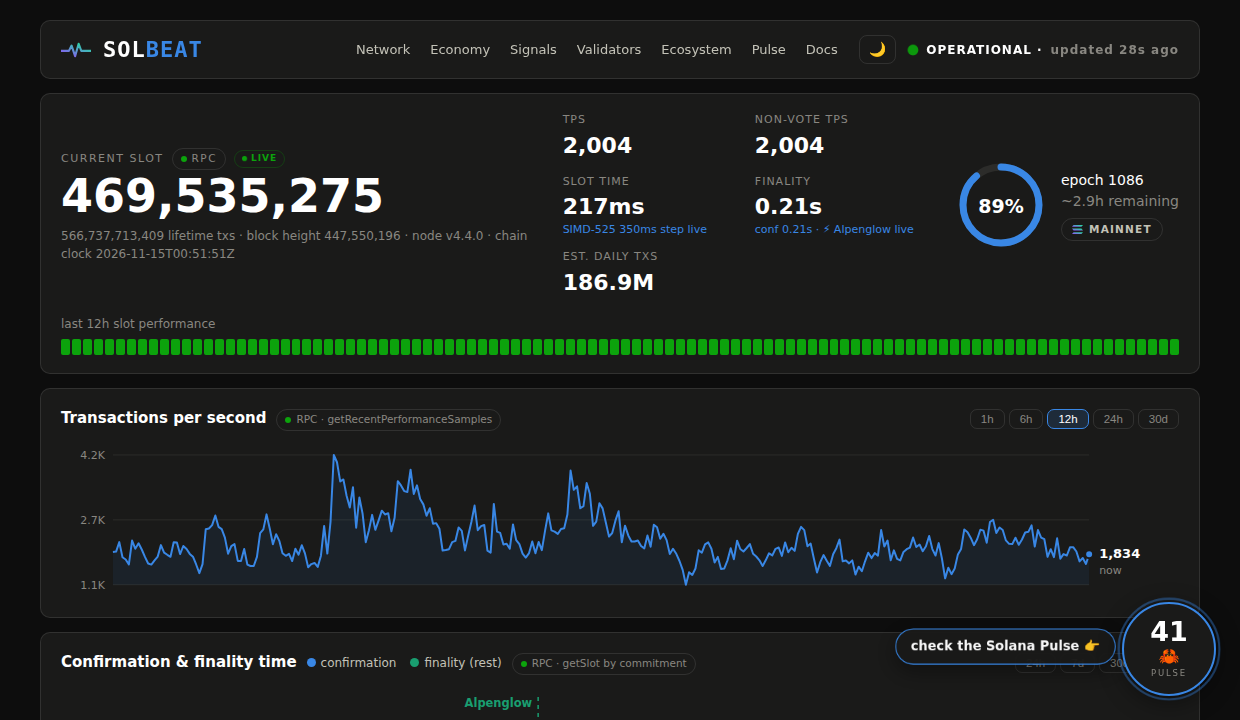 SOLBEAT
Network Economy Signals Validators Ecosystem Pulse Docs
OPERATIONAL · updated 28s ago
CURRENT SLOT RPC LIVE
469,535,275
566,737,713,409 lifetime txs · block height 447,550,196 · node v4.4.0 · chain
clock 2026-11-15T00:51:51Z
TPS
2,004
NON-VOTE TPS
2,004
SLOT TIME
217ms
SIMD-525 350ms step live
FINALITY
0.21s
conf 0.21s · ⚡ Alpenglow live
EST. DAILY TXS
186.9M
89%
epoch 1086
~2.9h remaining
MAINNET
last 12h slot performance
Transactions per second RPC · getRecentPerformanceSamples
1h 6h 12h 24h 30d
4.2K
2.7K
1.1K
1,834
now
Confirmation & finality time confirmation finality (rest) RPC · getSlot by commitment
Alpenglow
check the Solana Pulse 👉
41
PULSE